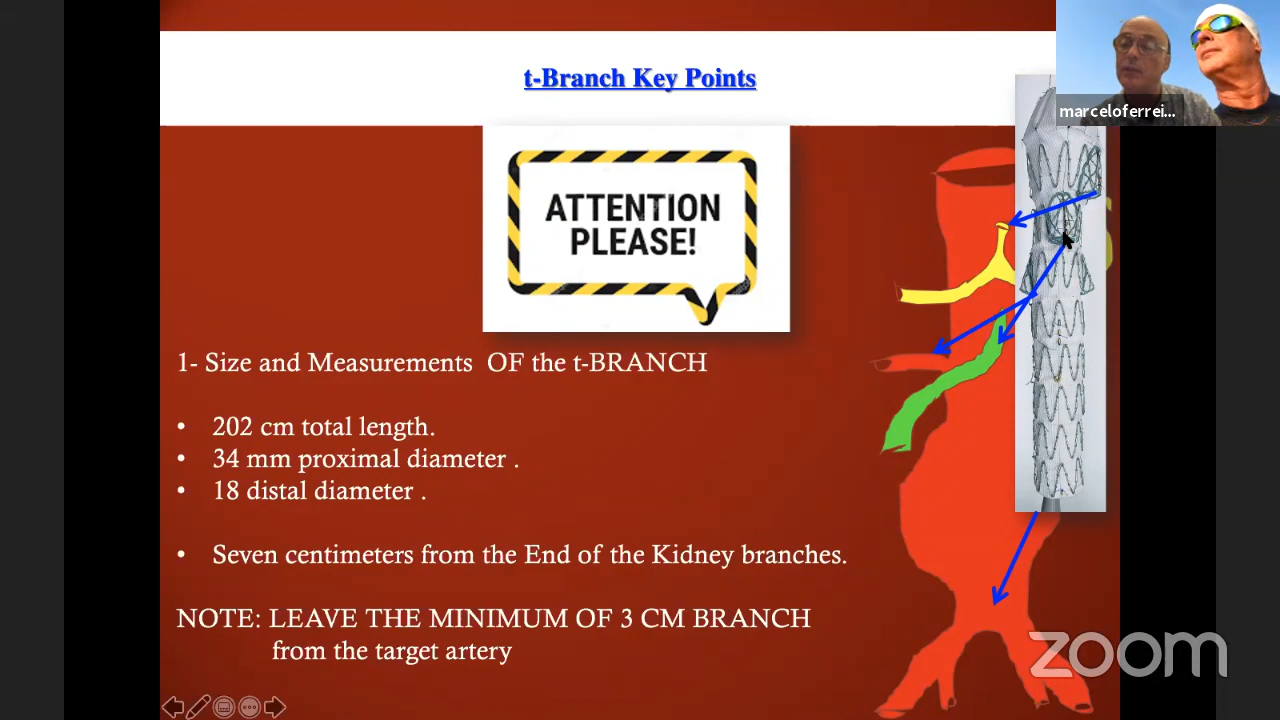 t-Branch Key Points
marceloferrei...
ATTENTION
PLEASE!
1- Size and Measurements OF the t-BRANCH
• 202 cm total length.
• 34 mm proximal diameter .
• 18 distal diameter .
• Seven centimeters from the End of the Kidney branches.
NOTE: LEAVE THE MINIMUM OF 3 CM BRANCH
from the target artery
zoom